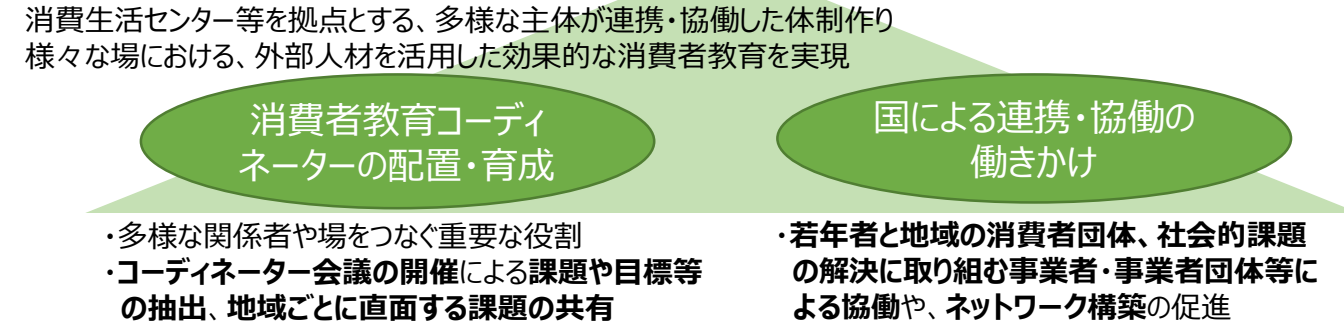 消費生活センター等を拠点とする、多様な主体が連携・協働した体制作り
様々な場における、外部人材を活用した効果的な消費者教育を実現
消費者教育コーディ
ネーターの配置・育成
国による連携・協働の
働きかけ
・多様な関係者や場をつなぐ重要な役割
・コーディネーター会議の開催による課題や目標等
の抽出、地域ごとに直面する課題の共有
・若年者と地域の消費者団体、社会的課題
の解決に取り組む事業者・事業者団体等に
よる協働や、ネットワーク構築の促進